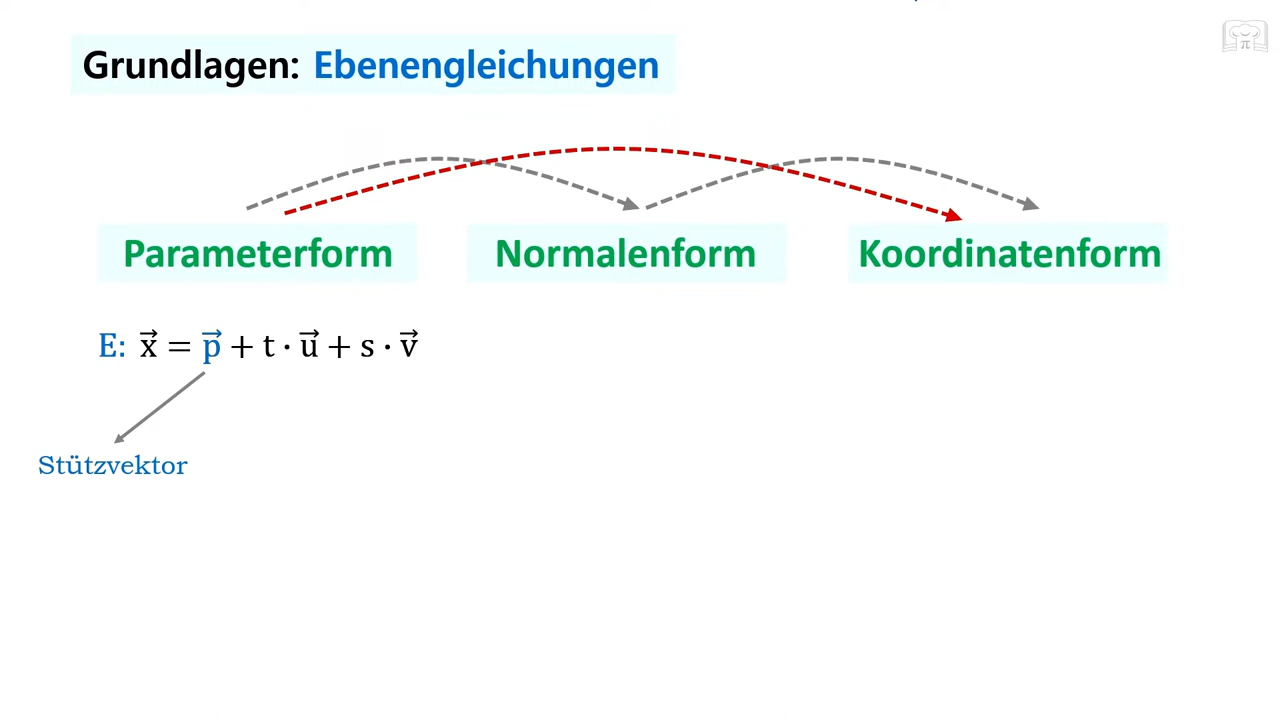 Grundlagen: Ebenengleichungen
Parameterform Normalenform Koordinatenform
E: x⃗ = p⃗ + t · u⃗ + s · v⃗
Stützvektor